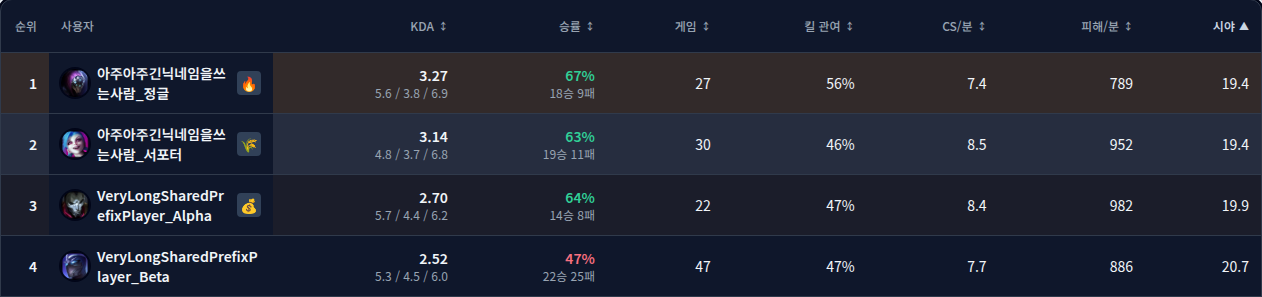 순위 사용자 KDA ↕ 승률 ↕ 게임 ↕ 킬 관여 ↕ CS/분 ↕ 피해/분 ↕ 시야 ▲
1 아주아주긴닉네임을쓰 3.27 67% 27 56% 7.4 789 19.4
는사람_정글 5.6 / 3.8 / 6.9 18승 9패
2 아주아주긴닉네임을쓰 3.14 63% 30 46% 8.5 952 19.4
는사람_서포터 4.8 / 3.7 / 6.8 19승 11패
3 VeryLongSharedPr 2.70 64% 22 47% 8.4 982 19.9
efixPlayer_Alpha 5.7 / 4.4 / 6.2 14승 8패
4 VeryLongSharedPrefixP 2.52 47% 47 47% 7.7 886 20.7
layer_Beta 5.3 / 4.5 / 6.0 22승 25패